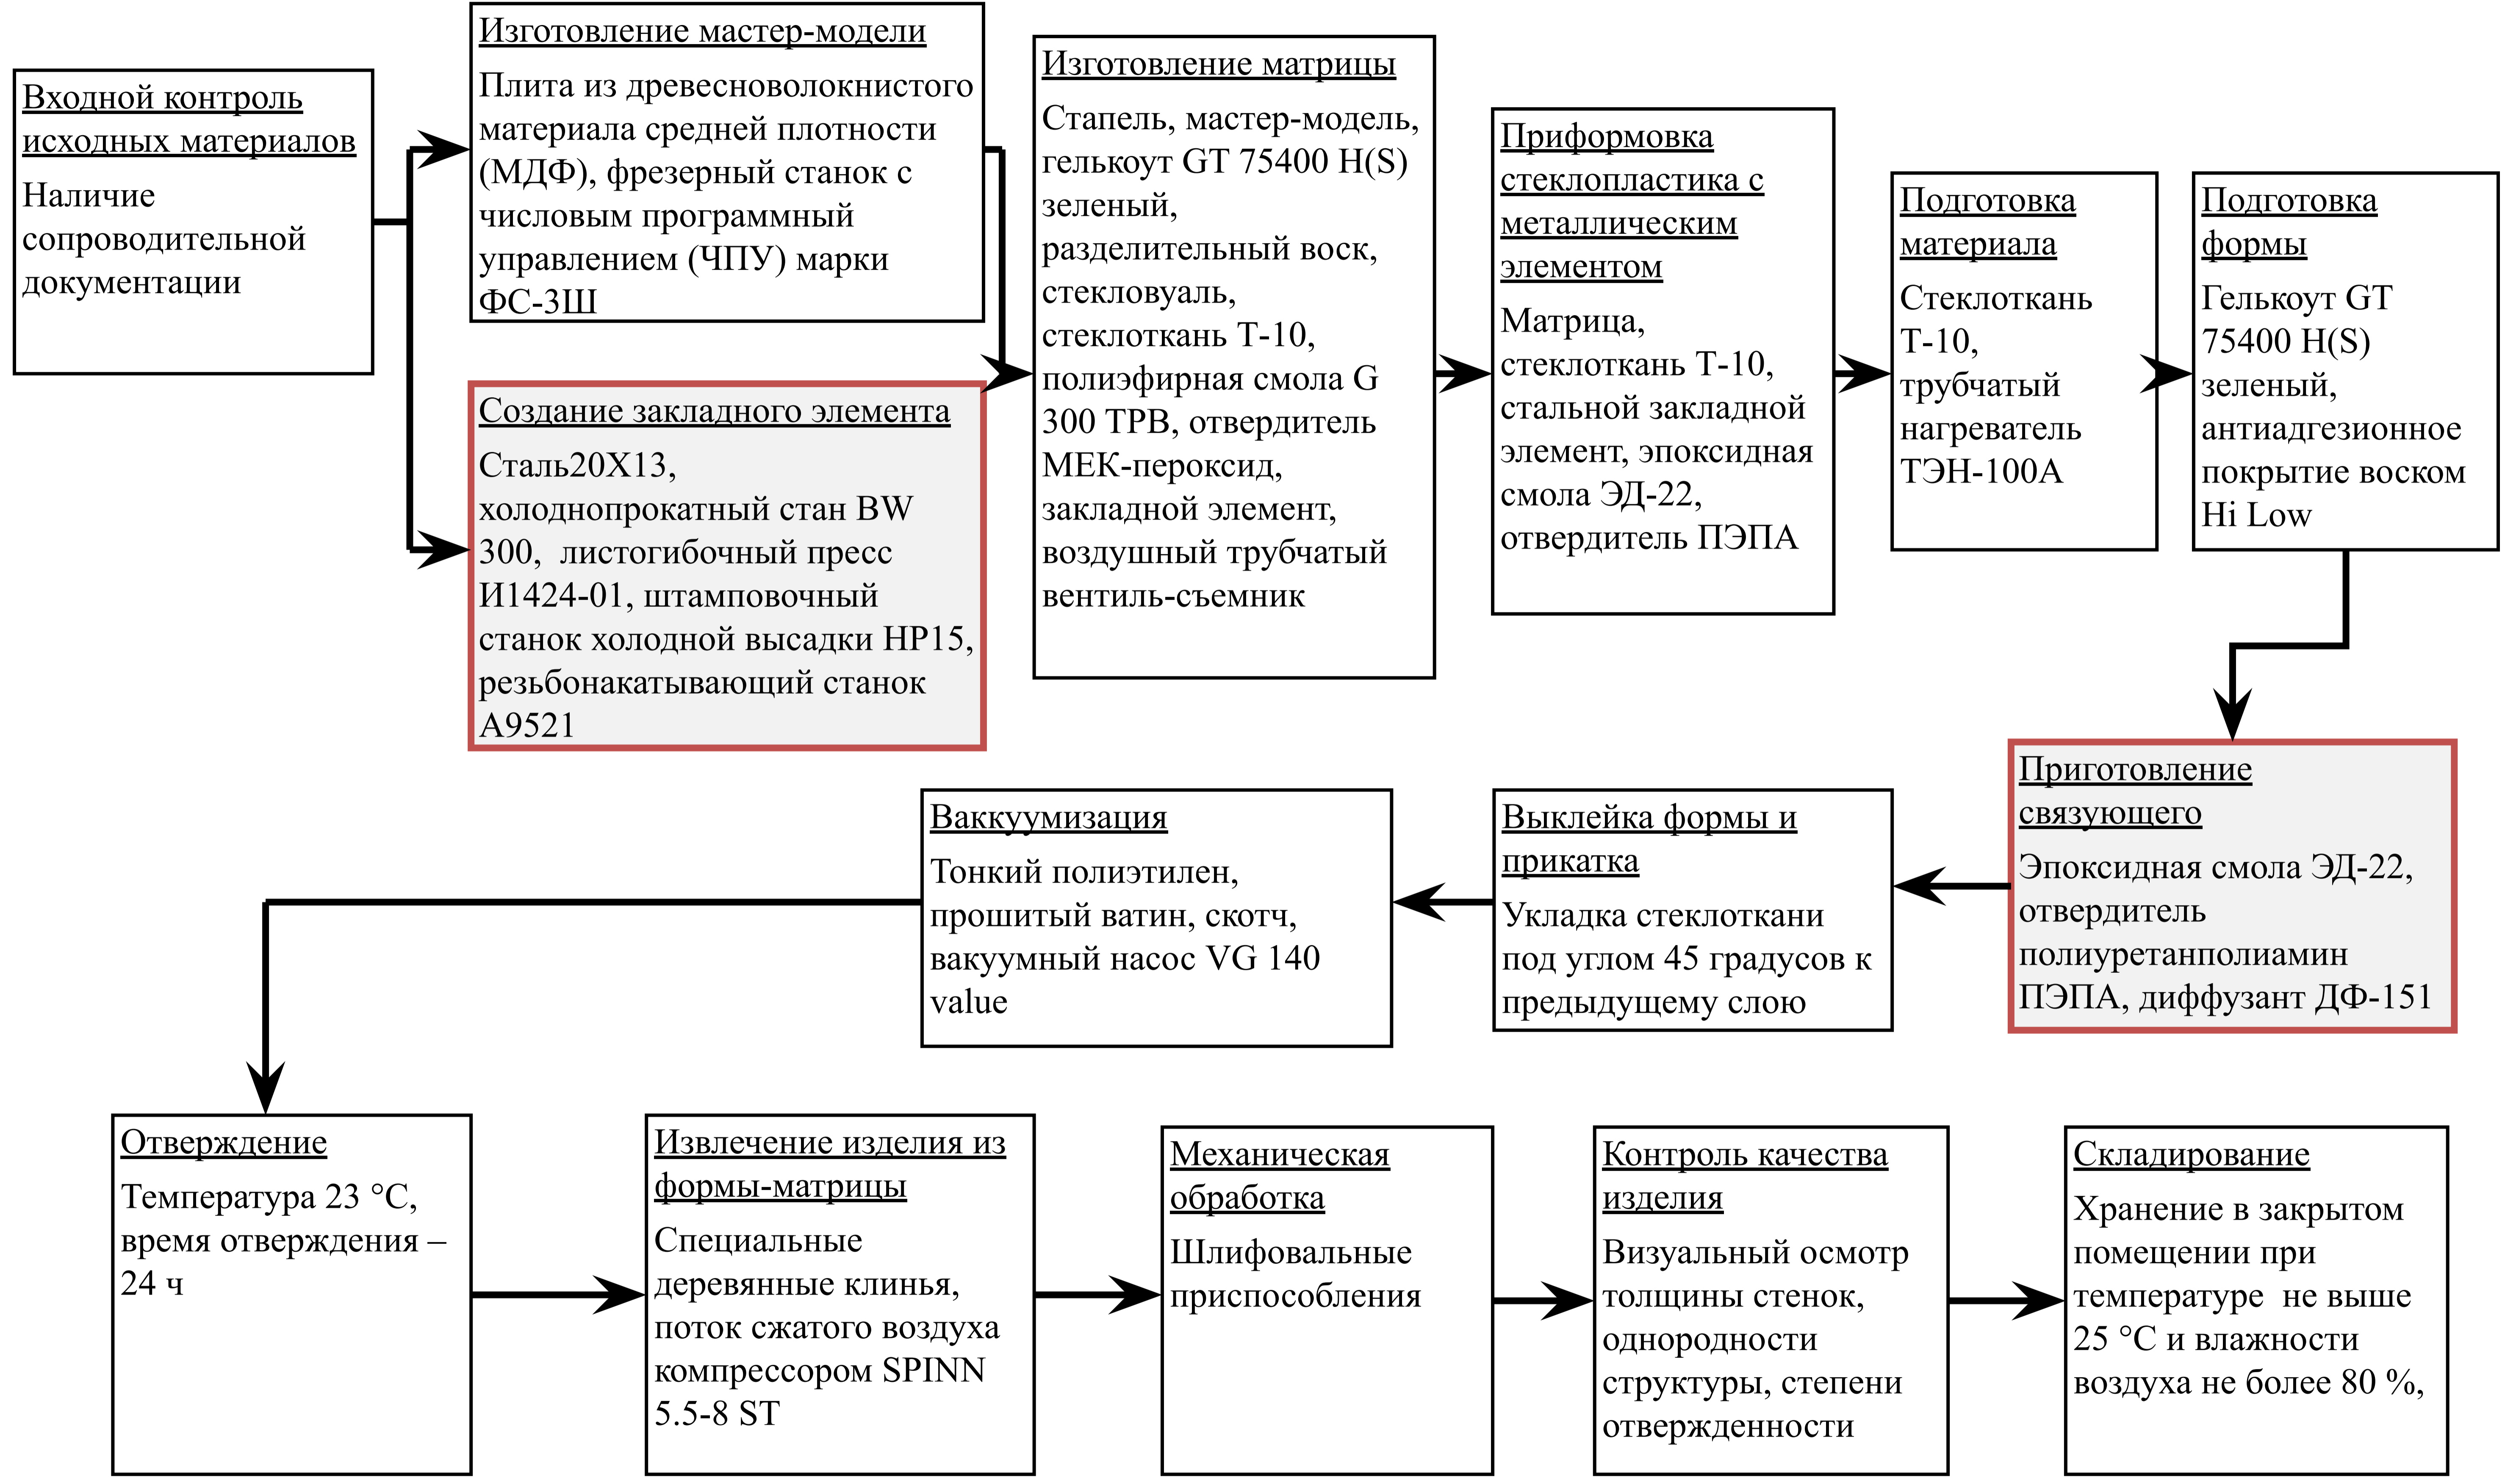 Входной контроль
исходных материалов
Наличие
сопроводительной
документации
Изготовление мастер-модели
Плита из древесноволокнистого
материала средней плотности
(МДФ), фрезерный станок с
числовым программный
управлением (ЧПУ) марки
ФС-3Ш
Создание закладного элемента
Сталь20Х13,
холоднопрокатный стан BW
300,  листогибочный пресс
И1424-01, штамповочный
станок холодной высадки НР15,
резьбонакатывающий станок
А9521
Изготовление матрицы
Стапель, мастер-модель,
гелькоут GT 75400 H(S)
зеленый,
разделительный воск,
стекловуаль,
стеклоткань Т-10,
полиэфирная смола G
300 TPB, отвердитель
МЕК-пероксид,
закладной элемент,
воздушный трубчатый
вентиль-съемник
Приформовка
стеклопластика с
металлическим
элементом
Матрица,
стеклоткань Т-10,
стальной закладной
элемент, эпоксидная
смола ЭД-22,
отвердитель ПЭПА
Подготовка
материала
Стеклоткань
Т-10,
трубчатый
нагреватель
ТЭН-100А
Подготовка
формы
Гелькоут GT
75400 H(S)
зеленый,
антиадгезионное
покрытие воском
Hi Low
Приготовление
связующего
Эпоксидная смола ЭД-22,
отвердитель
полиуретанполиамин
ПЭПА, диффузант ДФ-151
Выклейка формы и
прикатка
Укладка стеклоткани
под углом 45 градусов к
предыдущему слою
Ваккуумизация
Тонкий полиэтилен,
прошитый ватин, скотч,
вакуумный насос VG 140
value
Отверждение
Температура 23 °С,
время отверждения –
24 ч
Извлечение изделия из
формы-матрицы
Специальные
деревянные клинья,
поток сжатого воздуха
компрессором SPINN
5.5-8 ST
Механическая
обработка
Шлифовальные
приспособления
Контроль качества
изделия
Визуальный осмотр
толщины стенок,
однородности
структуры, степени
отвержденности
Складирование
Хранение в закрытом
помещении при
температуре  не выше
25 °С и влажности
воздуха не более 80 %,